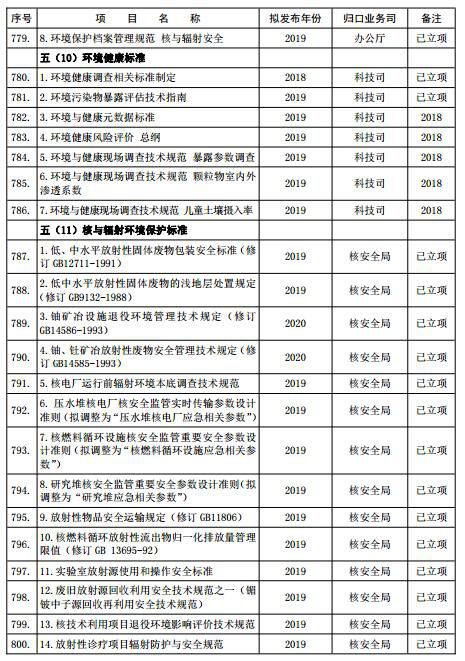 序号 项 目 名 称 拟发布年份 归口业务司 备注
779. 8.环境保护档案管理规范 核与辐射安全 2019 办公厅 已立项
五（10）环境健康标准
780. 1.环境健康调查相关标准制定 2018 科技司 已立项
781. 2.环境污染物暴露评估技术指南 2019 科技司 已立项
782. 3.环境与健康元数据标准 2019 科技司 2018
783. 4.环境健康风险评价 总纲 2019 科技司 2018
784. 5.环境与健康现场调查技术规范 暴露参数调查 2019 科技司 2018
785. 6.环境与健康现场调查技术规范 颗粒物室内外 2019 科技司 2018
渗透系数
786. 7.环境与健康现场调查技术规范 儿童土壤摄入率 2019 科技司 2018
五（11）核与辐射环境保护标准
787. 1.低、中水平放射性固体废物包装安全标准（修 2019 核安全局 已立项
订 GB12711-1991）
788. 2.低中水平放射性固体废物的浅地层处置规定 2019 核安全局 已立项
（修订 GB9132-1988）
789. 3.铀矿冶设施退役环境管理技术规定（修订 2020 核安全局 已立项
GB14586-1993）
790. 4.铀、钍矿冶放射性废物安全管理技术规定（修 2020 核安全局 已立项
订 GB14585-1993）
791. 5.核电厂运行前辐射环境本底调查技术规范 2019 核安全局 已立项
792. 6.压水堆核电厂核安全监管实时传输参数设计 2019 核安全局 已立项
准则（拟调整为“压水堆核电厂应急相关参数”）
793. 7.核燃料循环设施核安全监管重要安全参数设 2019 核安全局 已立项
计准则（拟调整为“核燃料循环设施应急相关参
数”）
794. 8.研究堆核安全监管重要安全参数设计准则（拟 2019 核安全局 已立项
调整为“研究堆应急相关参数”）
795. 9.放射性物品安全运输规定（修订 GB11806） 2019 核安全局 已立项
796. 10.核燃料循环放射性流出物归一化排放量管理 2019 核安全局 已立项
限值（修订 GB 13695-92）
797. 11.实验室放射源使用和操作安全标准 2019 核安全局 已立项
798. 12.废旧放射源回收利用安全技术规范之一（镅 2019 核安全局 已立项
铍中子源回收再利用安全技术规范）
799. 13.核技术利用项目退役环境影响评价技术规范 2019 核安全局 已立项
800. 14.放射性诊疗项目辐射防护与安全规范 2019 核安全局 已立项